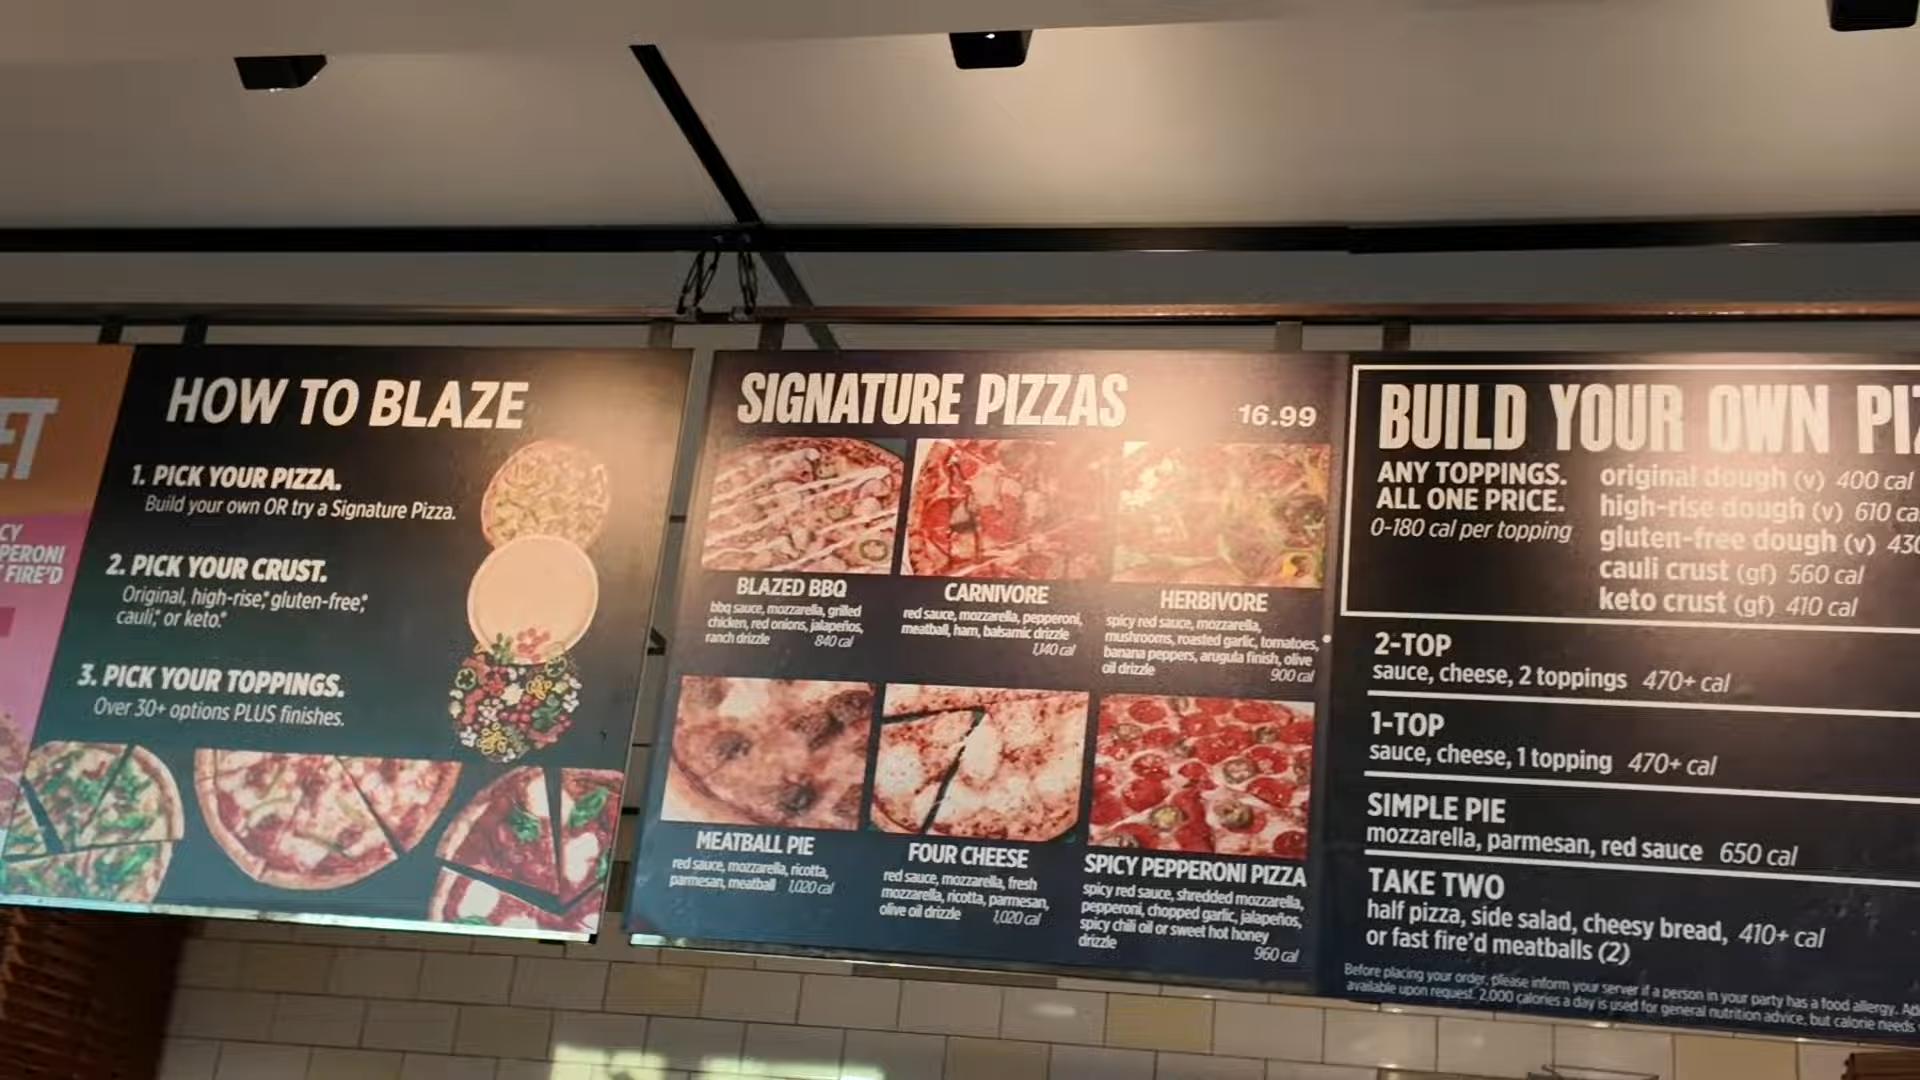 ET
CY
PERONI
FIRE'D
HOW TO BLAZE
1. PICK YOUR PIZZA.
Build your own OR try a Signature Pizza.
2. PICK YOUR CRUST.
Original, high-rise,* gluten-free,*
cauli,* or keto.*
3. PICK YOUR TOPPINGS.
Over 30+ options PLUS finishes.
SIGNATURE PIZZAS
16.99
BLAZED BBQ
bbq sauce, mozzarella, grilled
chicken, red onions, jalapeños,
ranch drizzle 840 cal
CARNIVORE
red sauce, mozzarella, pepperoni,
meatball, ham, balsamic drizzle
1,140 cal
HERBIVORE
spicy red sauce, mozzarella,
mushrooms, roasted garlic, tomatoes,
banana peppers, arugula finish, olive
oil drizzle 900 cal
MEATBALL PIE
red sauce, mozzarella, ricotta,
parmesan, meatball 1,020 cal
FOUR CHEESE
red sauce, mozzarella, fresh
mozzarella, ricotta, parmesan,
olive oil drizzle 1,020 cal
SPICY PEPPERONI PIZZA
spicy red sauce, shredded mozzarella,
pepperoni, chopped garlic, jalapeños,
spicy chili oil or sweet hot honey
drizzle
960 cal
BUILD YOUR OWN PIZ
ANY TOPPINGS.
ALL ONE PRICE.
0-180 cal per topping
original dough (v) 400 cal
high-rise dough (v) 610 ca
gluten-free dough (v) 430
cauli crust (gf) 560 cal
keto crust (gf) 410 cal
2-TOP
sauce, cheese, 2 toppings 470+ cal
1-TOP
sauce, cheese, 1 topping 470+ cal
SIMPLE PIE
mozzarella, parmesan, red sauce 650 cal
TAKE TWO
half pizza, side salad, cheesy bread, 410+ cal
or fast fire'd meatballs (2)
Before placing your order, please inform your server if a person in your party has a food allergy. Ad
available upon request. 2,000 calories a day is used for general nutrition advice, but calorie needs